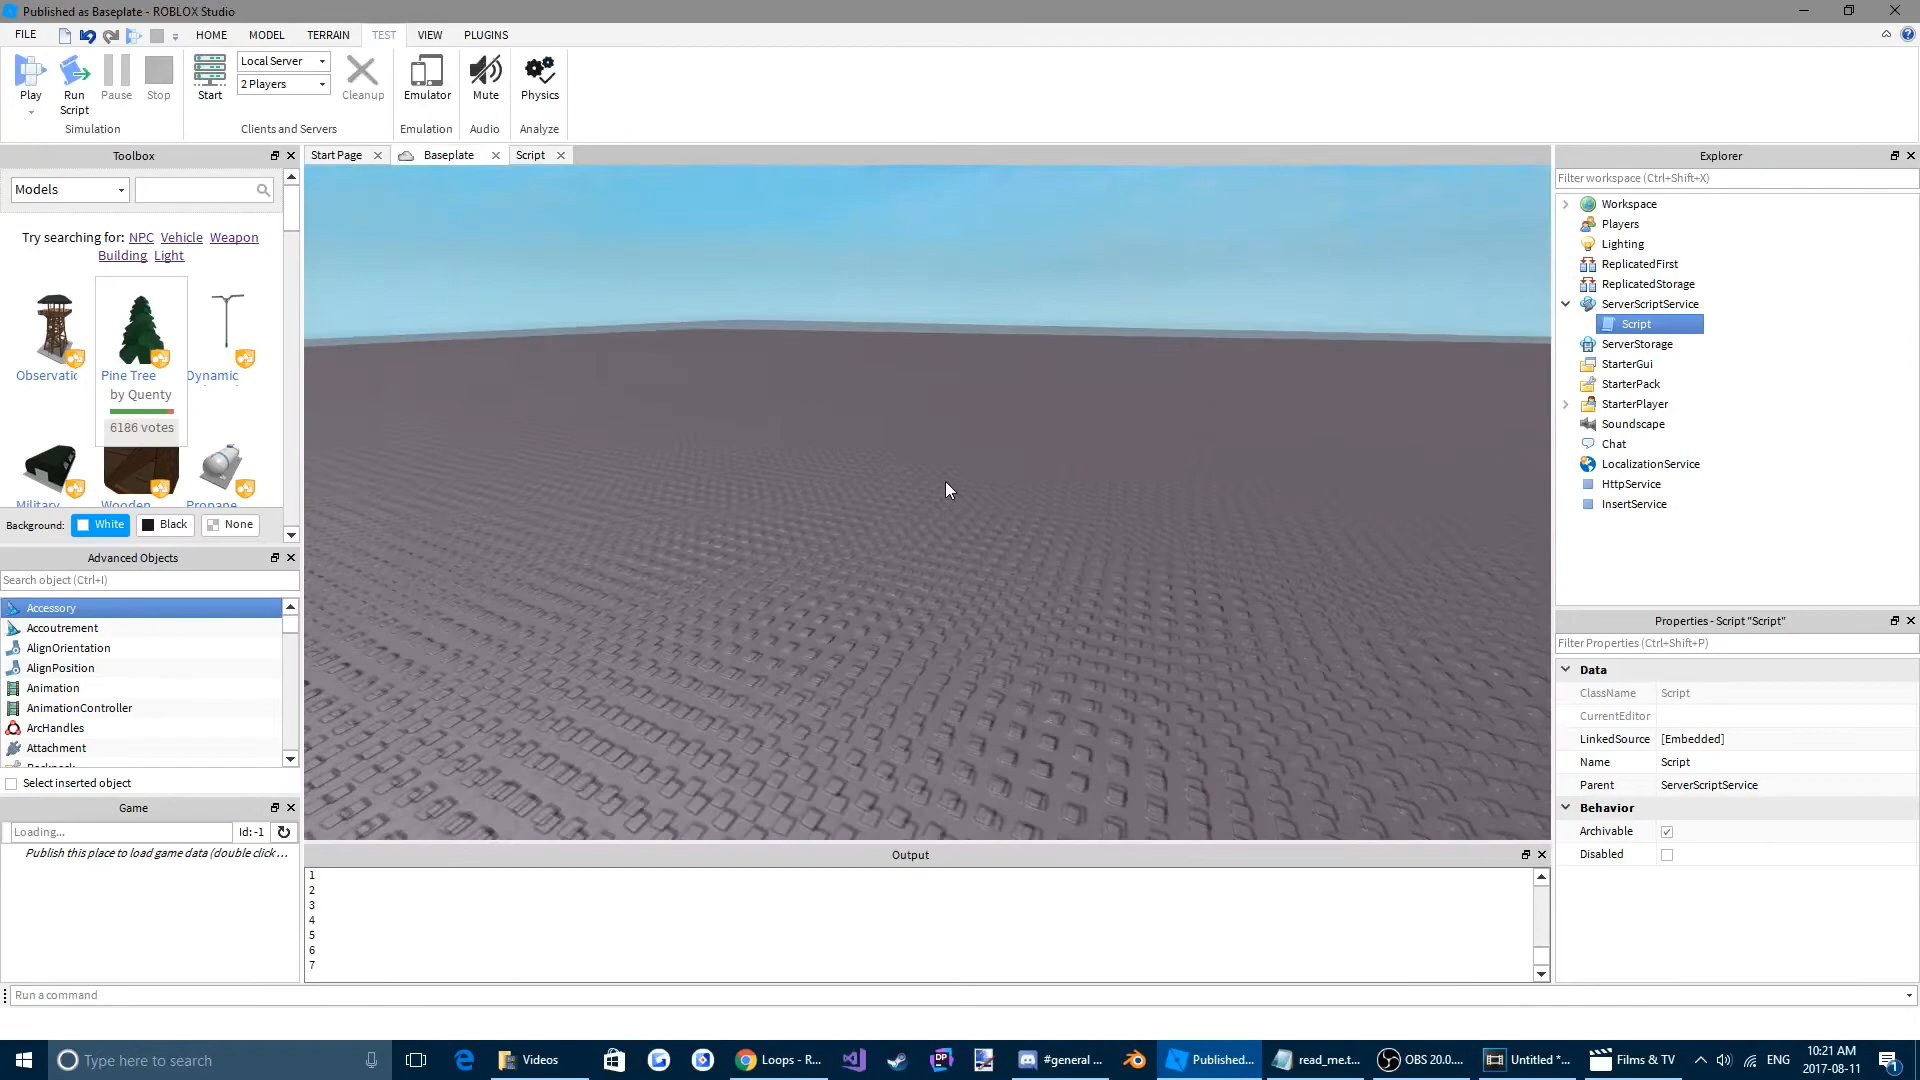 Published as Baseplate - ROBLOX Studio
FILE HOME MODEL TERRAIN TEST VIEW PLUGINS
Play Run Script Pause Stop
Simulation
Start Local Server 2 Players Cleanup
Clients and Servers
Emulator
Emulation
Mute
Audio
Physics
Analyze
Toolbox
Models
Try searching for: NPC Vehicle Weapon
Building Light
Observatic Pine Tree Dynamic
by Quenty
6186 votes
Military Wooden Propane
Background: White Black None
Advanced Objects
Search object (Ctrl+I)
Accessory
Accoutrement
AlignOrientation
AlignPosition
Animation
AnimationController
ArcHandles
Attachment
Select inserted object
Game
Loading... Id: -1
Publish this place to load game data (double click ...
Start Page Baseplate Script
Output
1
2
3
4
5
6
7
Run a command
Explorer
Filter workspace (Ctrl+Shift+X)
Workspace
Players
Lighting
ReplicatedFirst
ReplicatedStorage
ServerScriptService
Script
ServerStorage
StarterGui
StarterPack
StarterPlayer
Soundscape
Chat
LocalizationService
HttpService
InsertService
Properties - Script "Script"
Filter Properties (Ctrl+Shift+P)
Data
ClassName Script
CurrentEditor
LinkedSource [Embedded]
Name Script
Parent ServerScriptService
Behavior
Archivable
Disabled
Type here to search
Videos
Loops - R...
#general ...
Published...
read_me.t...
OBS 20.0....
Untitled *...
Films & TV
ENG
10:21 AM
2017-08-11